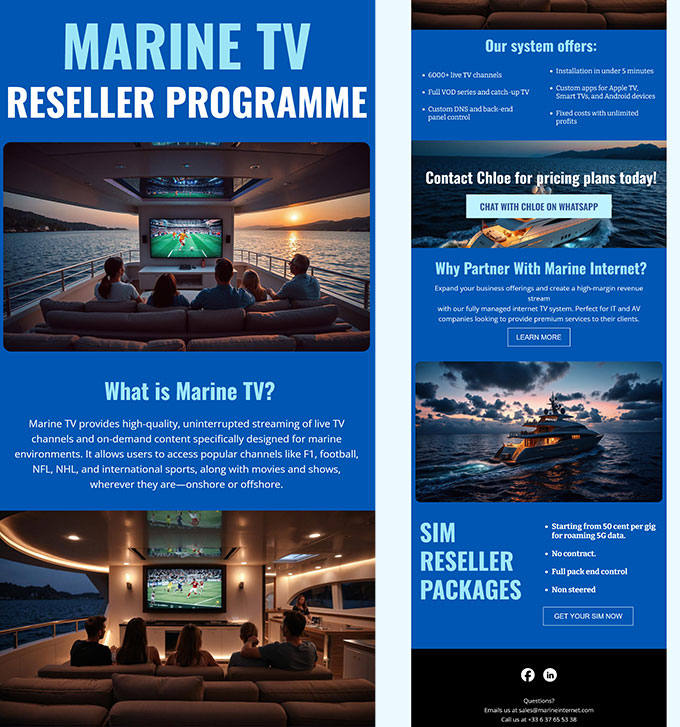 MARINE TV
RESELLER PROGRAMME
What is Marine TV?
Marine TV provides high-quality, uninterrupted streaming of live TV
channels and on-demand content specifically designed for marine
environments. It allows users to access popular channels like F1, football,
NFL, NHL, and international sports, along with movies and shows,
wherever they are—onshore or offshore.
Our system offers:
• 6000+ live TV channels
• Full VOD series and catch-up TV
• Custom DNS and back-end
panel control
• Installation in under 5 minutes
• Custom apps for Apple TV,
Smart TVs, and Android devices
• Fixed costs with unlimited
profits
Contact Chloe for pricing plans today!
CHAT WITH CHLOE ON WHATSAPP
Why Partner With Marine Internet?
Expand your business offerings and create a high-margin revenue
stream
with our fully managed internet TV system. Perfect for IT and AV
companies looking to provide premium services to their clients.
LEARN MORE
SIM
RESELLER
PACKAGES
• Starting from 50 cent per gig
for roaming 5G data.
• No contract.
• Full pack end control
• Non steered
GET YOUR SIM NOW
Questions?
Emails us at sales@marineinternet.com
Call us at +33 6 37 65 53 38